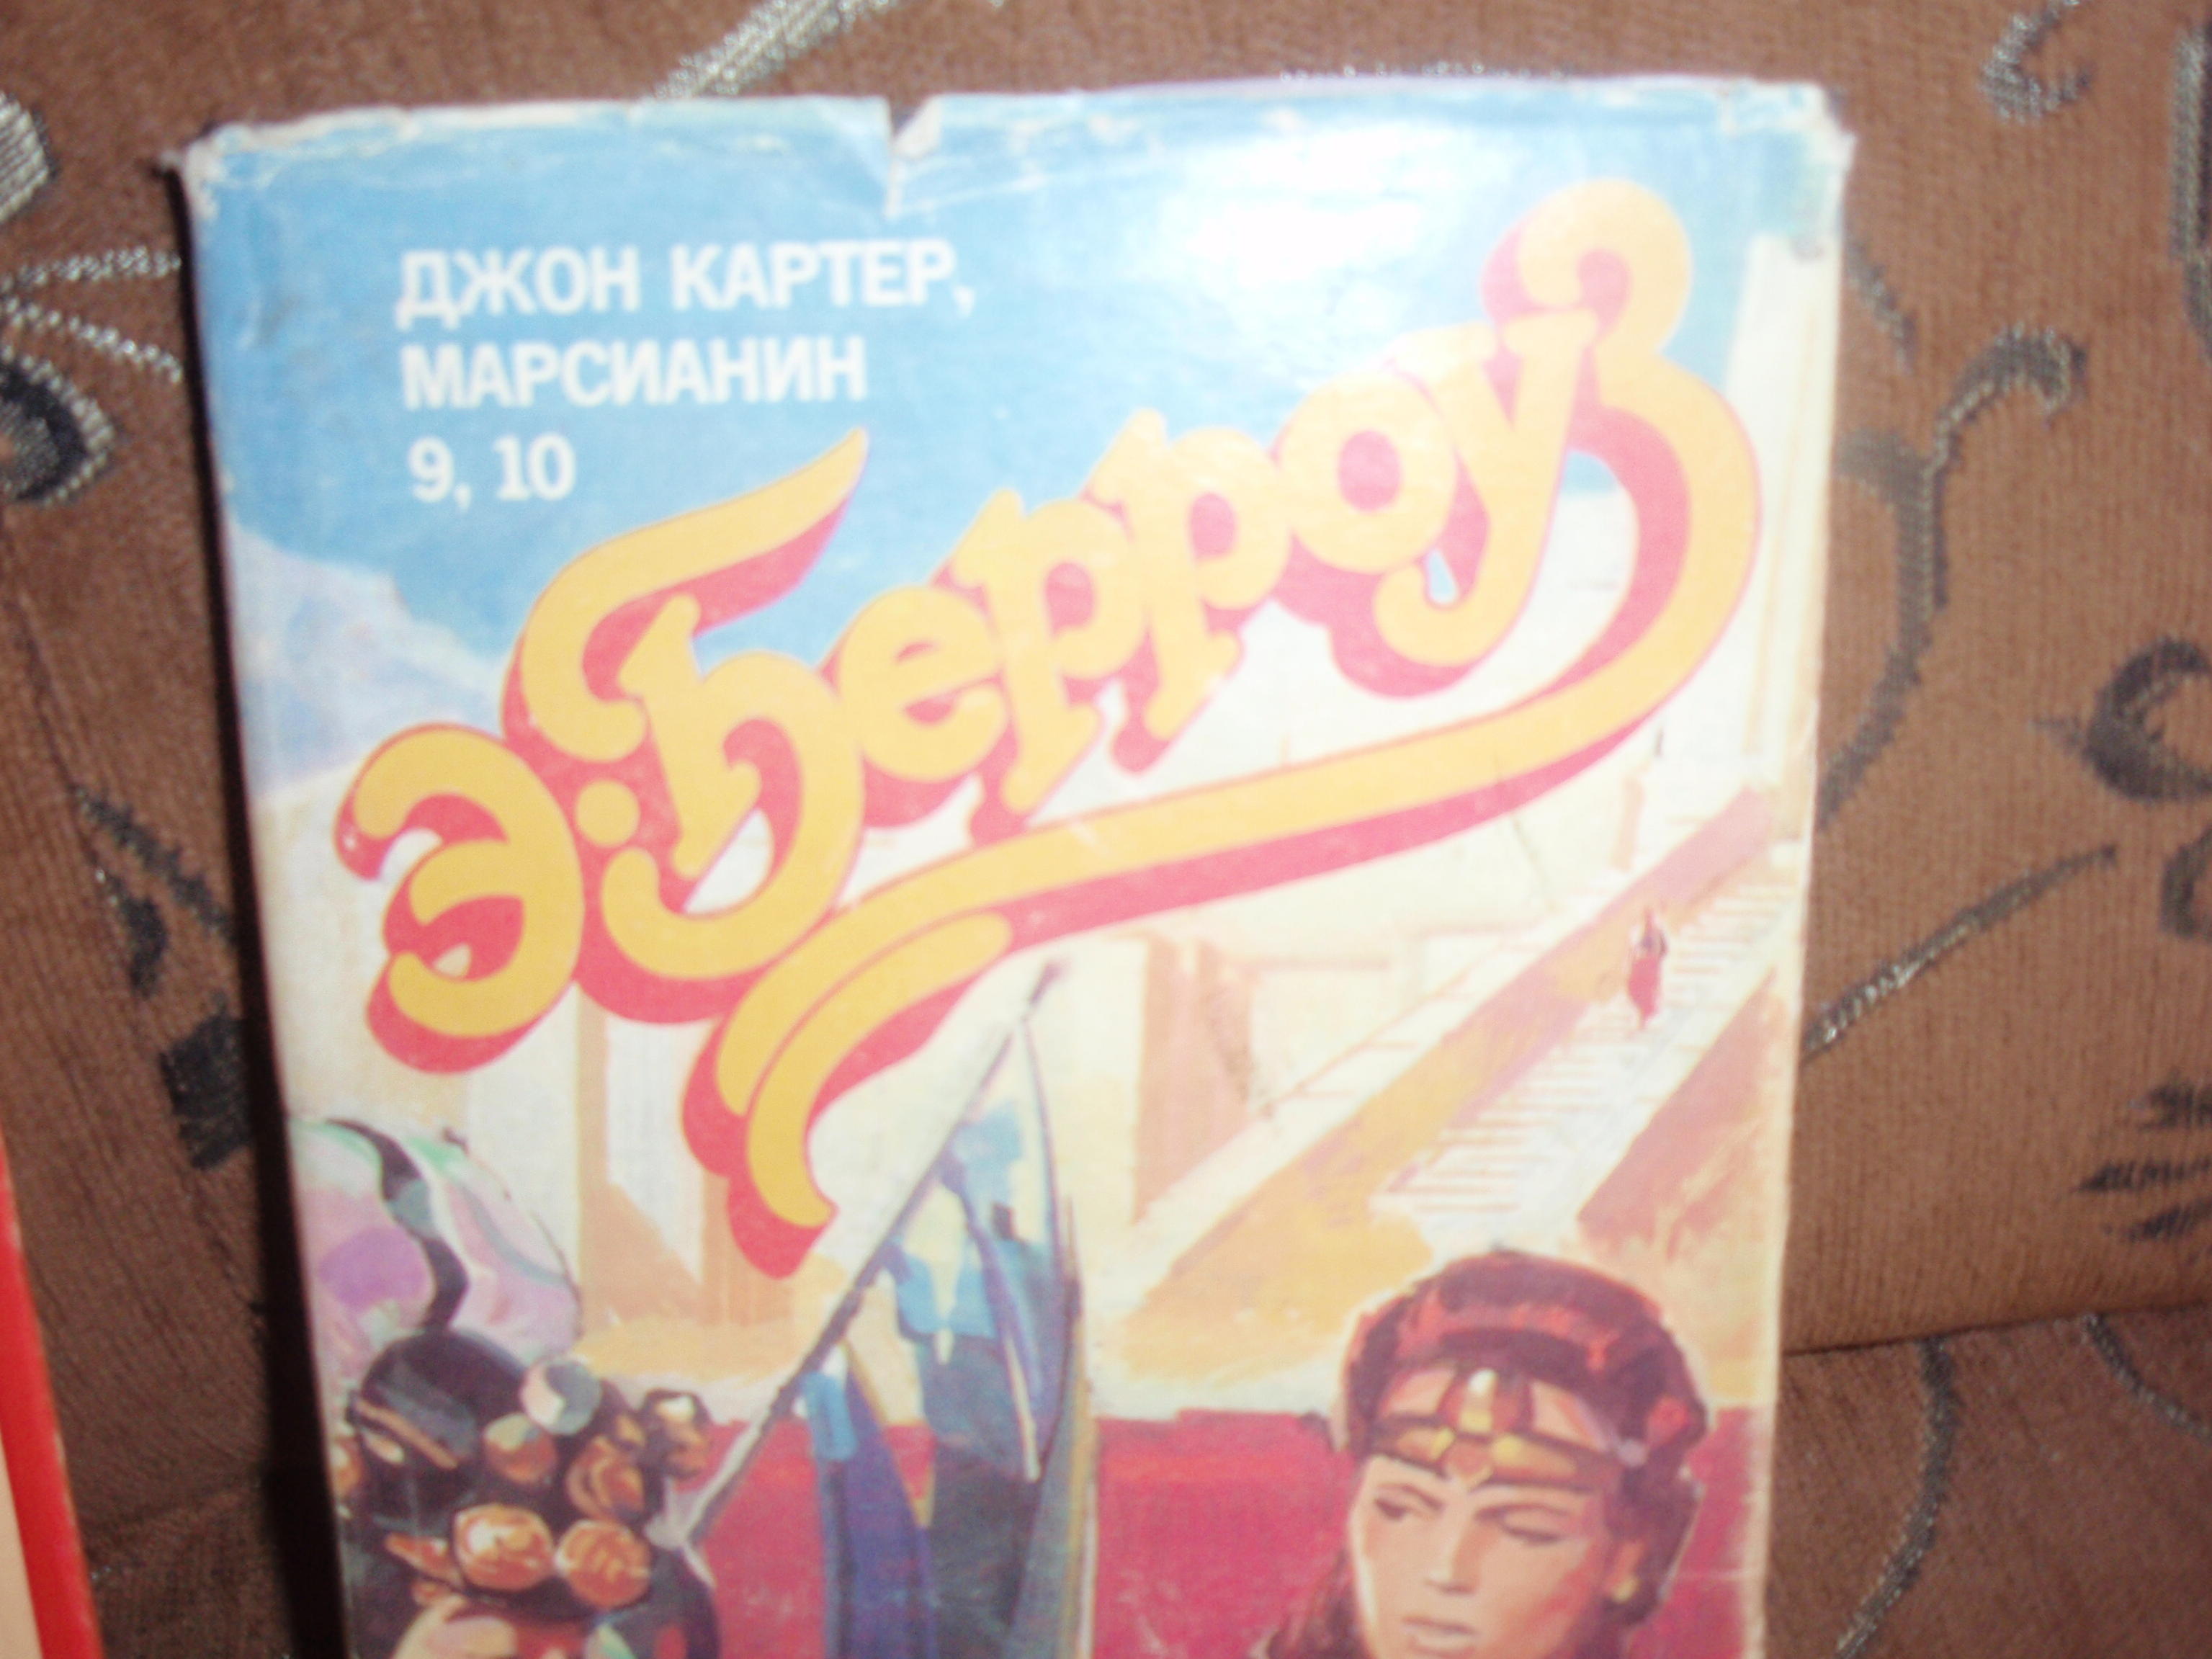 ДЖОН КАРТЕР,
МАРСИАНИН
9, 10
Э. Берроуз